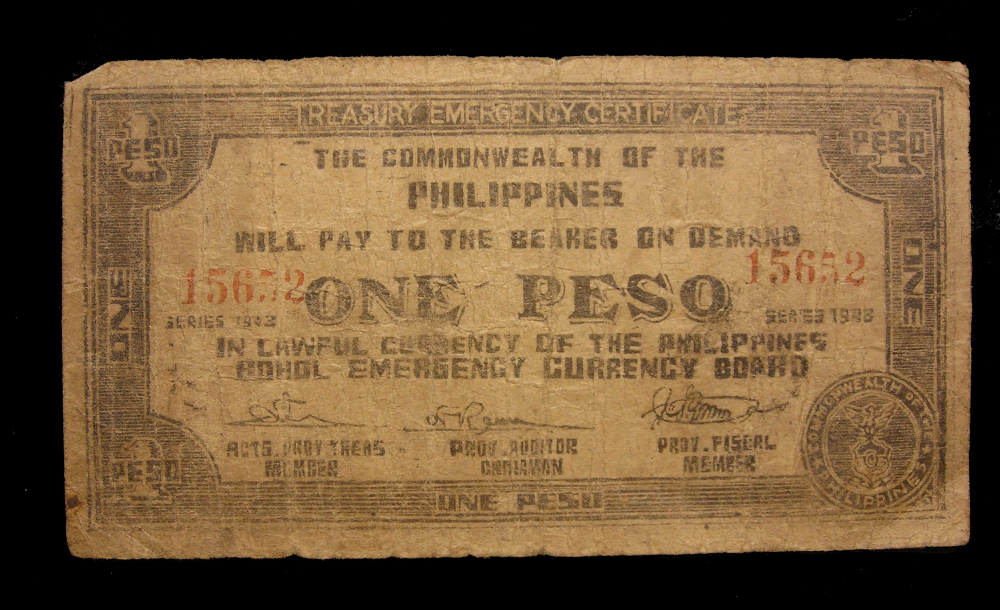 TREASURY EMERGENCY CERTIFICATE
1 PESO
1 PESO
THE COMMONWEALTH OF THE
PHILIPPINES
WILL PAY TO THE BEARER ON DEMAND
15652
15652
ONE PESO
ONE
ONE
SERIES 1943
SERIES 1943
IN LAWFUL CURRENCY OF THE PHILIPPINES
BOHOL EMERGENCY CURRENCY BOARD
ACTG. PROV TREAS
MEMBER
PROV. AUDITOR
CHAIRMAN
PROV. FISCAL
MEMBER
COMMONWEALTH OF THE PHILIPPINES
1 PESO
ONE PESO